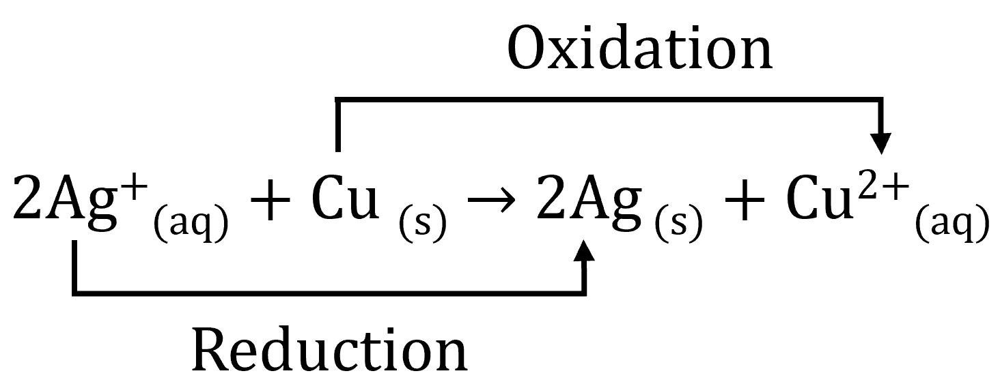 Oxidation
2Ag⁺(aq) + Cu (s) → 2Ag (s) + Cu²⁺(aq)
Reduction